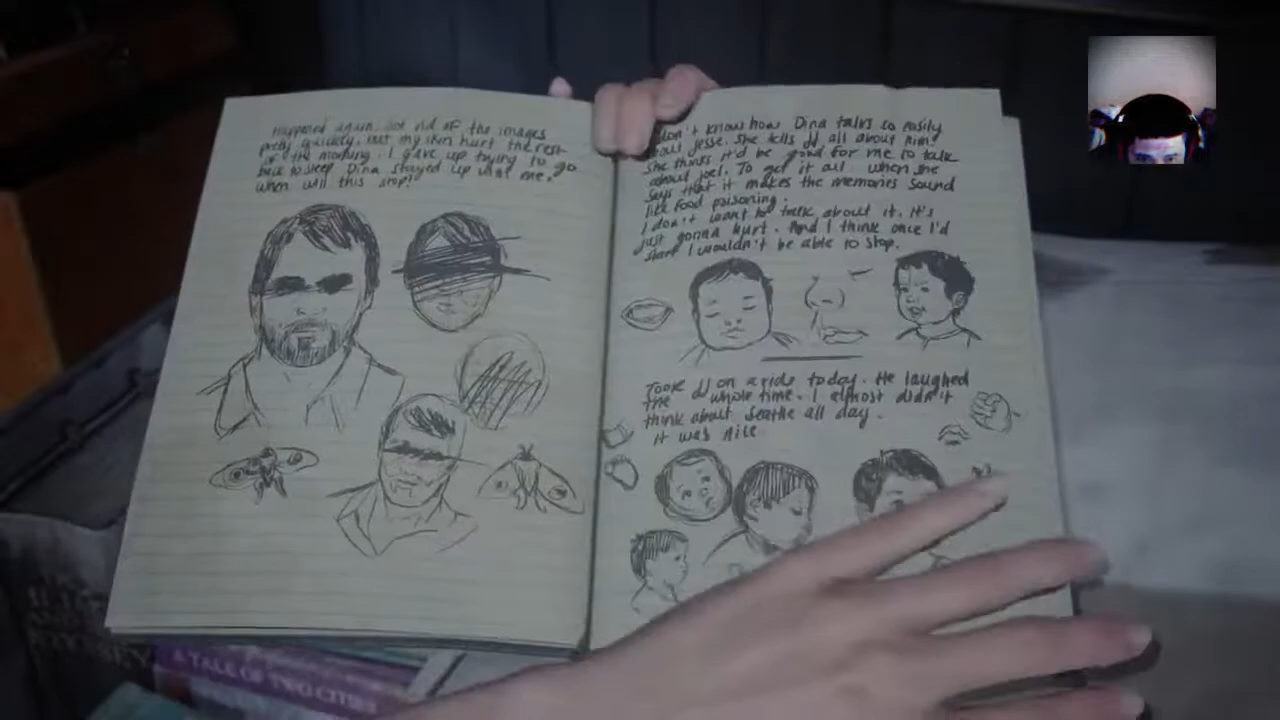 Happened again. Got rid of the images
pretty quickly, but my skin hurt the rest
of the morning. I gave up trying to go
back to sleep. Dina stayed up with me.
When will this stop?
I don't know how Dina talks so easily
about Jesse. She tells JJ all about him.
She thinks it'd be good for me to talk
about Joel. To get it out. When she
says that it makes the memories sound
like food poisoning.
I don't want to talk about it. It's
just gonna hurt. And I think once I'd
start I wouldn't be able to stop.
Took JJ on a ride today. He laughed
the whole time. I almost didn't
think about Seattle all day.
It was nice.
A TALE OF TWO CITIES